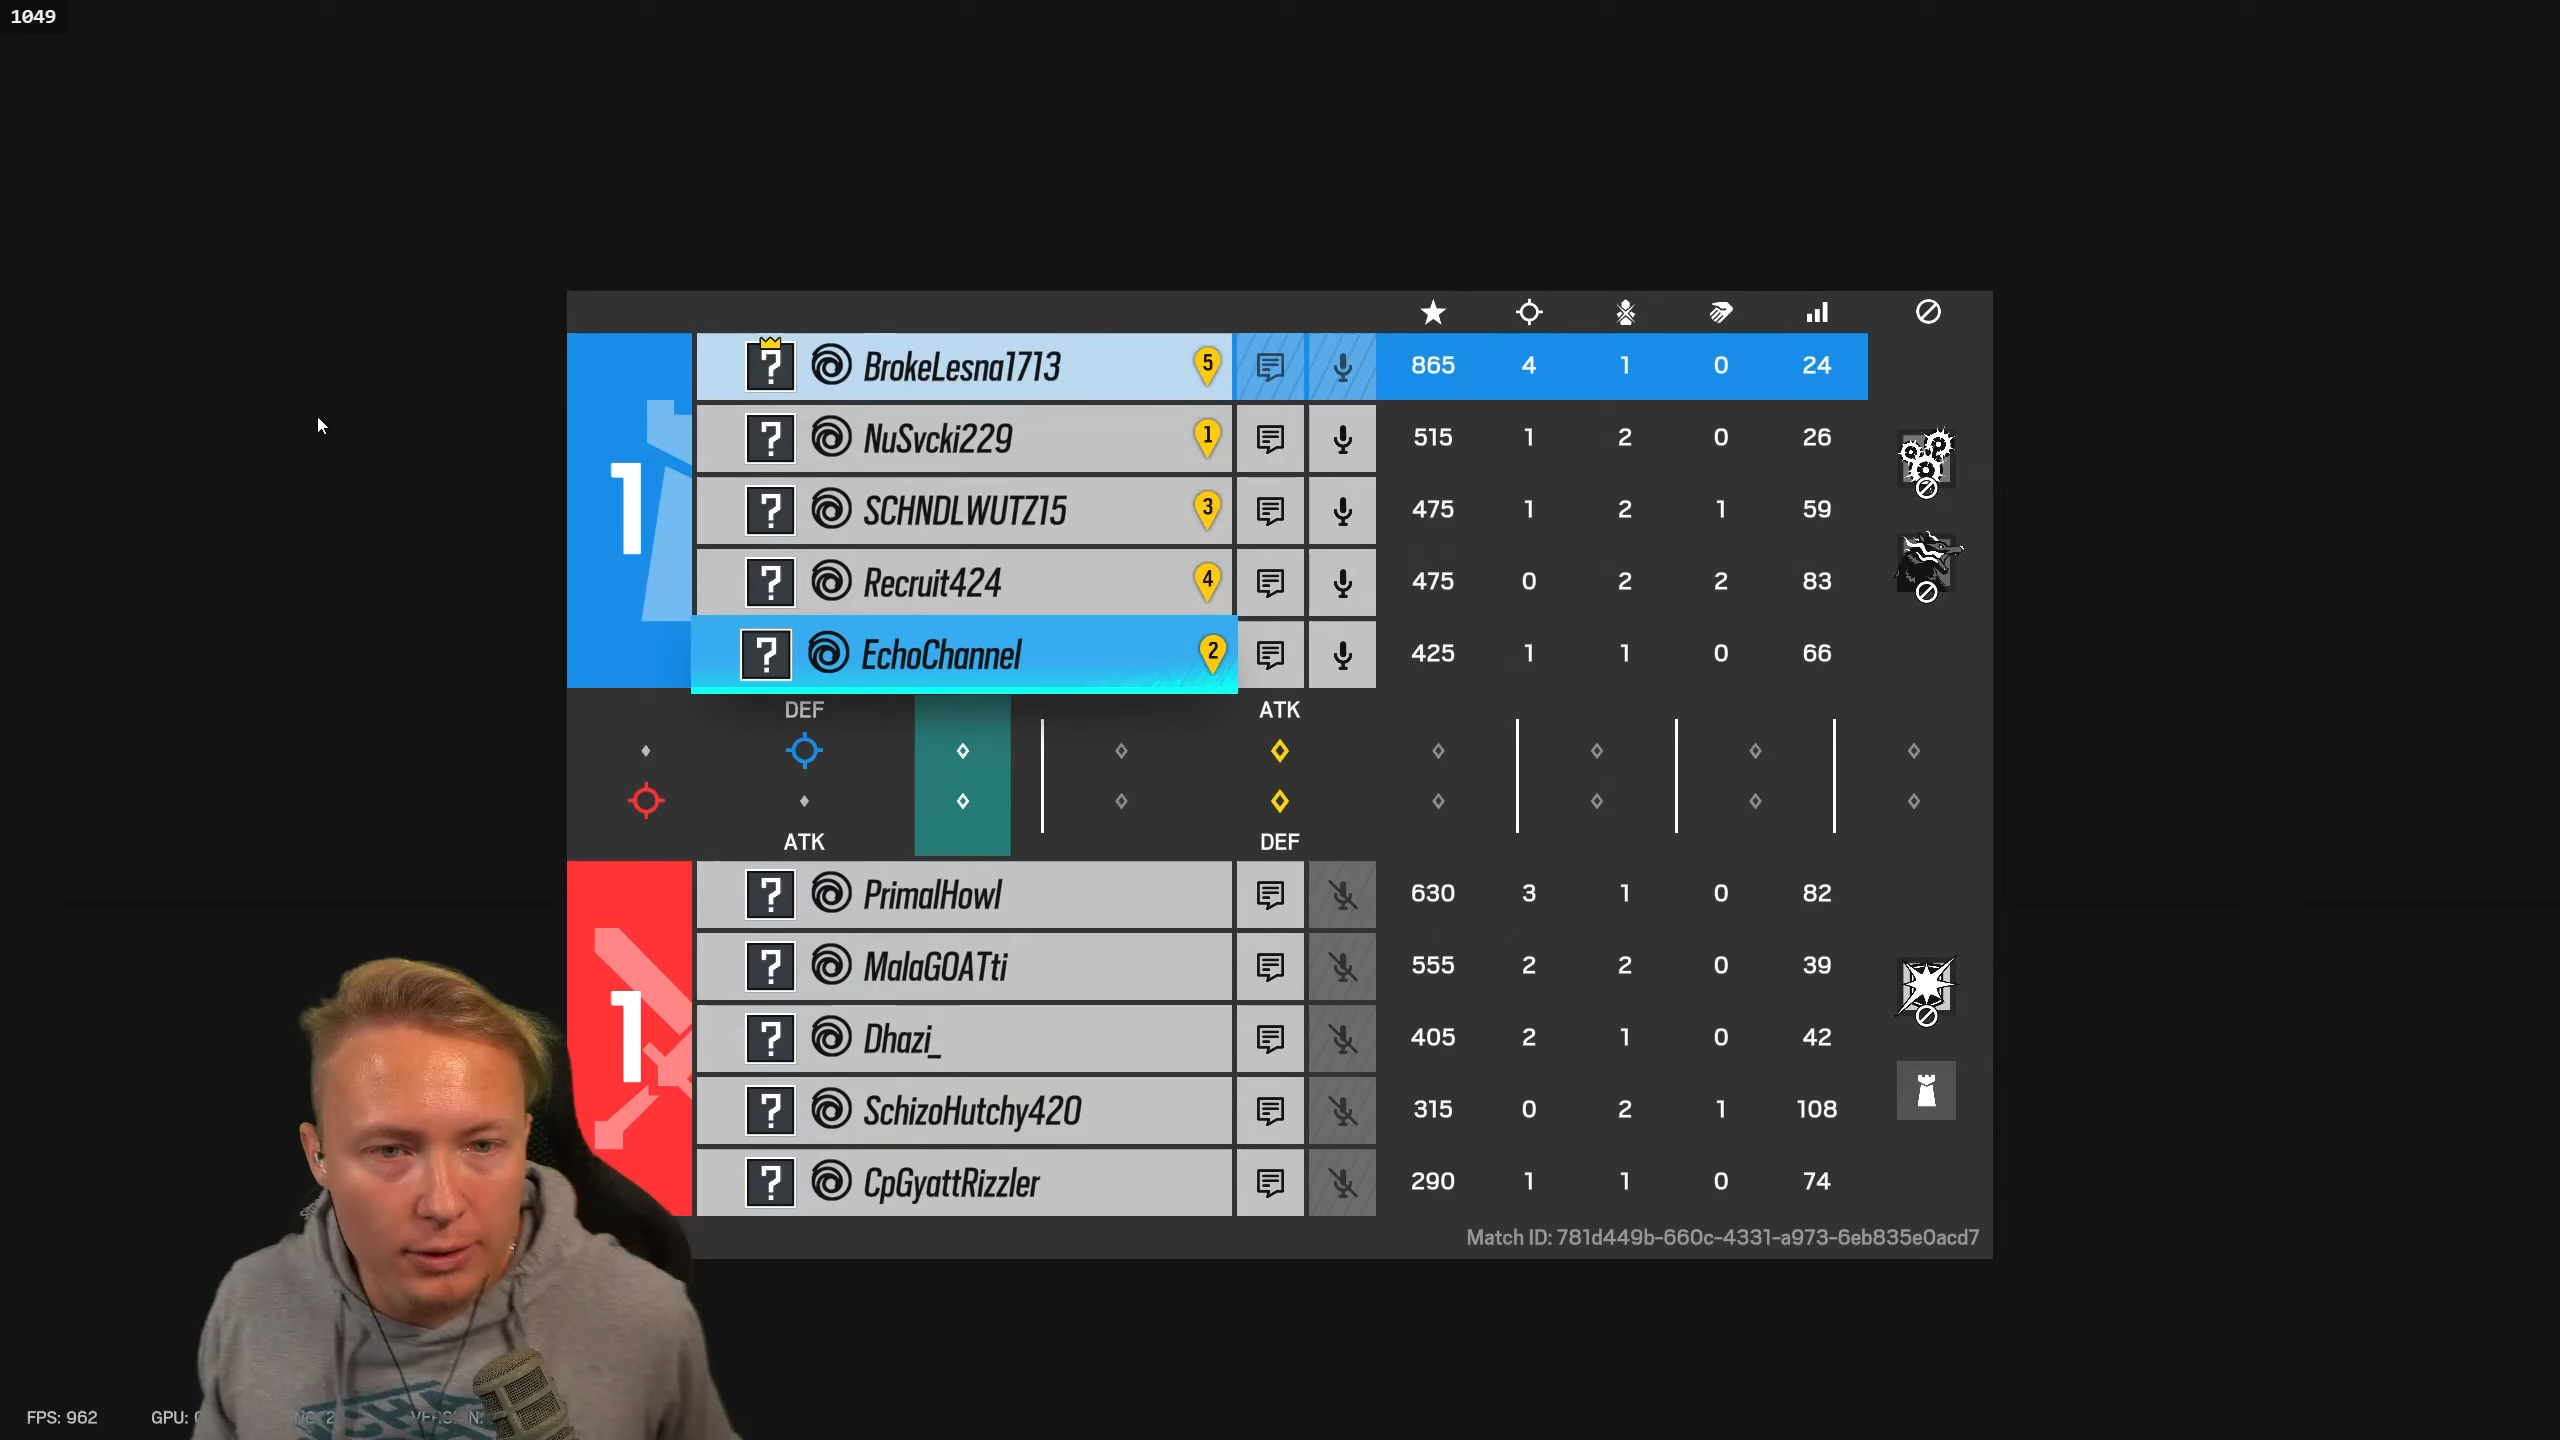 1049
? BrokeLesna1713 5 865 4 1 0 24
? NuSvcki229 1 515 1 2 0 26
? SCHNDLWUTZ15 3 475 1 2 1 59
? Recruit424 4 475 0 2 2 83
? EchoChannel 2 425 1 1 0 66
1
DEF ATK
ATK DEF
? PrimalHowl 630 3 1 0 82
? MalaGOATti 555 2 2 0 39
? Dhazi_ 405 2 1 0 42
? SchizoHutchy420 315 0 2 1 108
? CpGyattRizzler 290 1 1 0 74
1
Match ID: 781d449b-660c-4331-a973-6eb835e0acd7
FPS: 962 GPU: